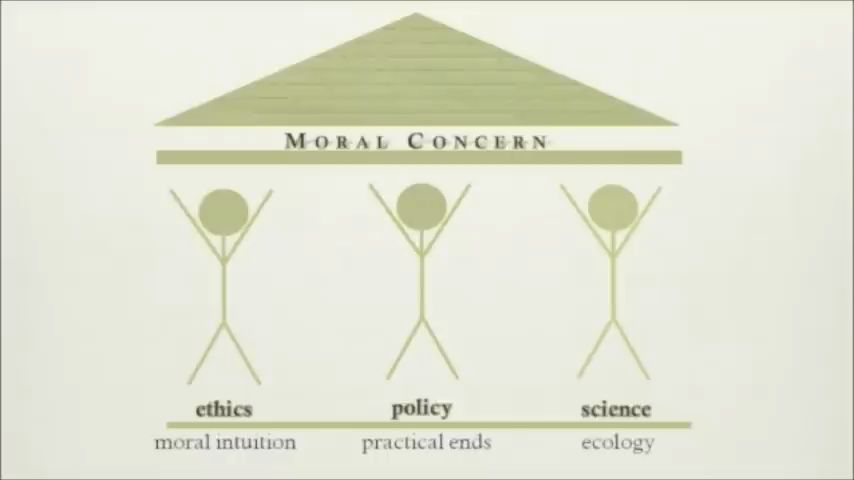 MORAL CONCERN
ethics policy science
moral intuition practical ends ecology